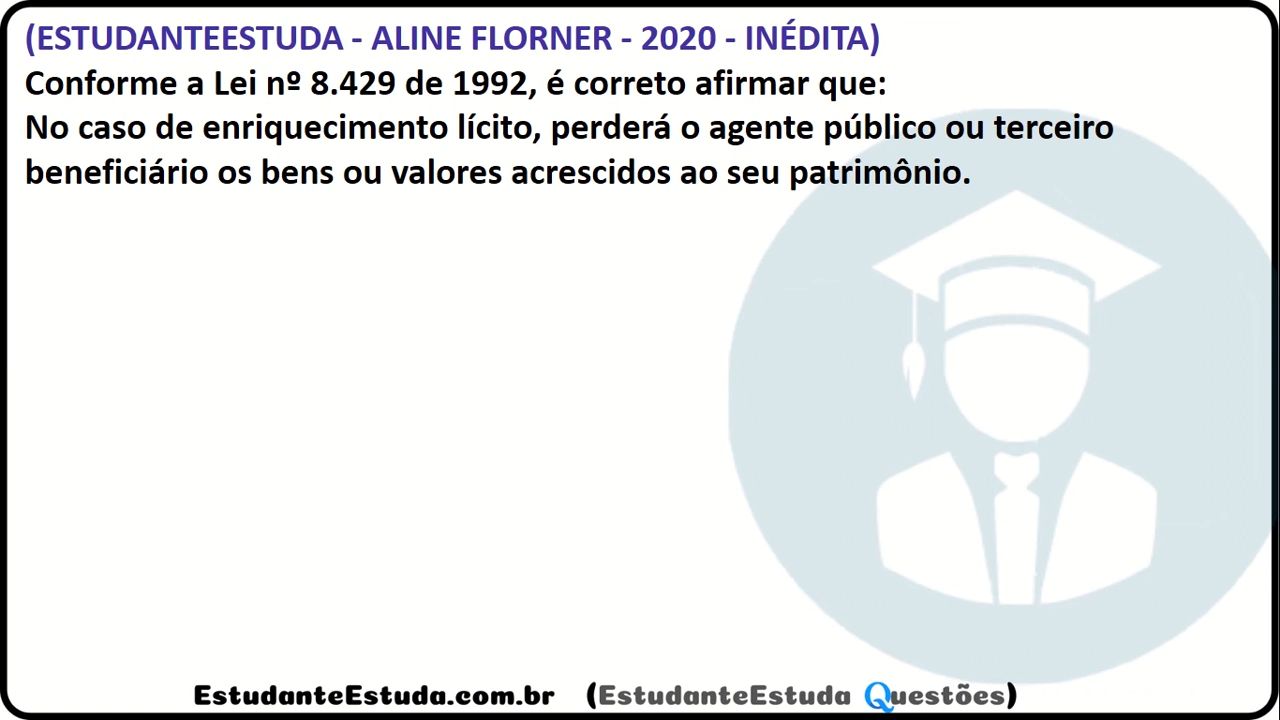 (ESTUDANTEESTUDA - ALINE FLORNER - 2020 - INÉDITA)
Conforme a Lei nº 8.429 de 1992, é correto afirmar que:
No caso de enriquecimento lícito, perderá o agente público ou terceiro
beneficiário os bens ou valores acrescidos ao seu patrimônio.
EstudanteEstuda.com.br (EstudanteEstuda Questões)